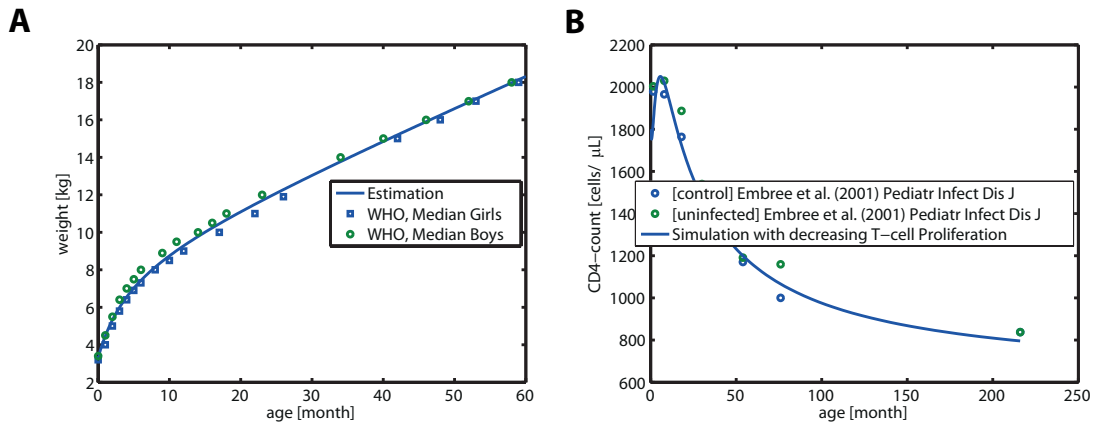 A
B
20
18
16
14
12
10
8
6
4
2
weight [kg]
0
10
20
30
40
50
60
age [month]
Estimation
WHO, Median Girls
WHO, Median Boys
2200
2000
1800
1600
1400
1200
1000
800
600
CD4−count [cells/ μL]
0
50
100
150
200
250
age [month]
[control] Embree et al. (2001) Pediatr Infect Dis J
[uninfected] Embree et al. (2001) Pediatr Infect Dis J
Simulation with decreasing T−cell Proliferation